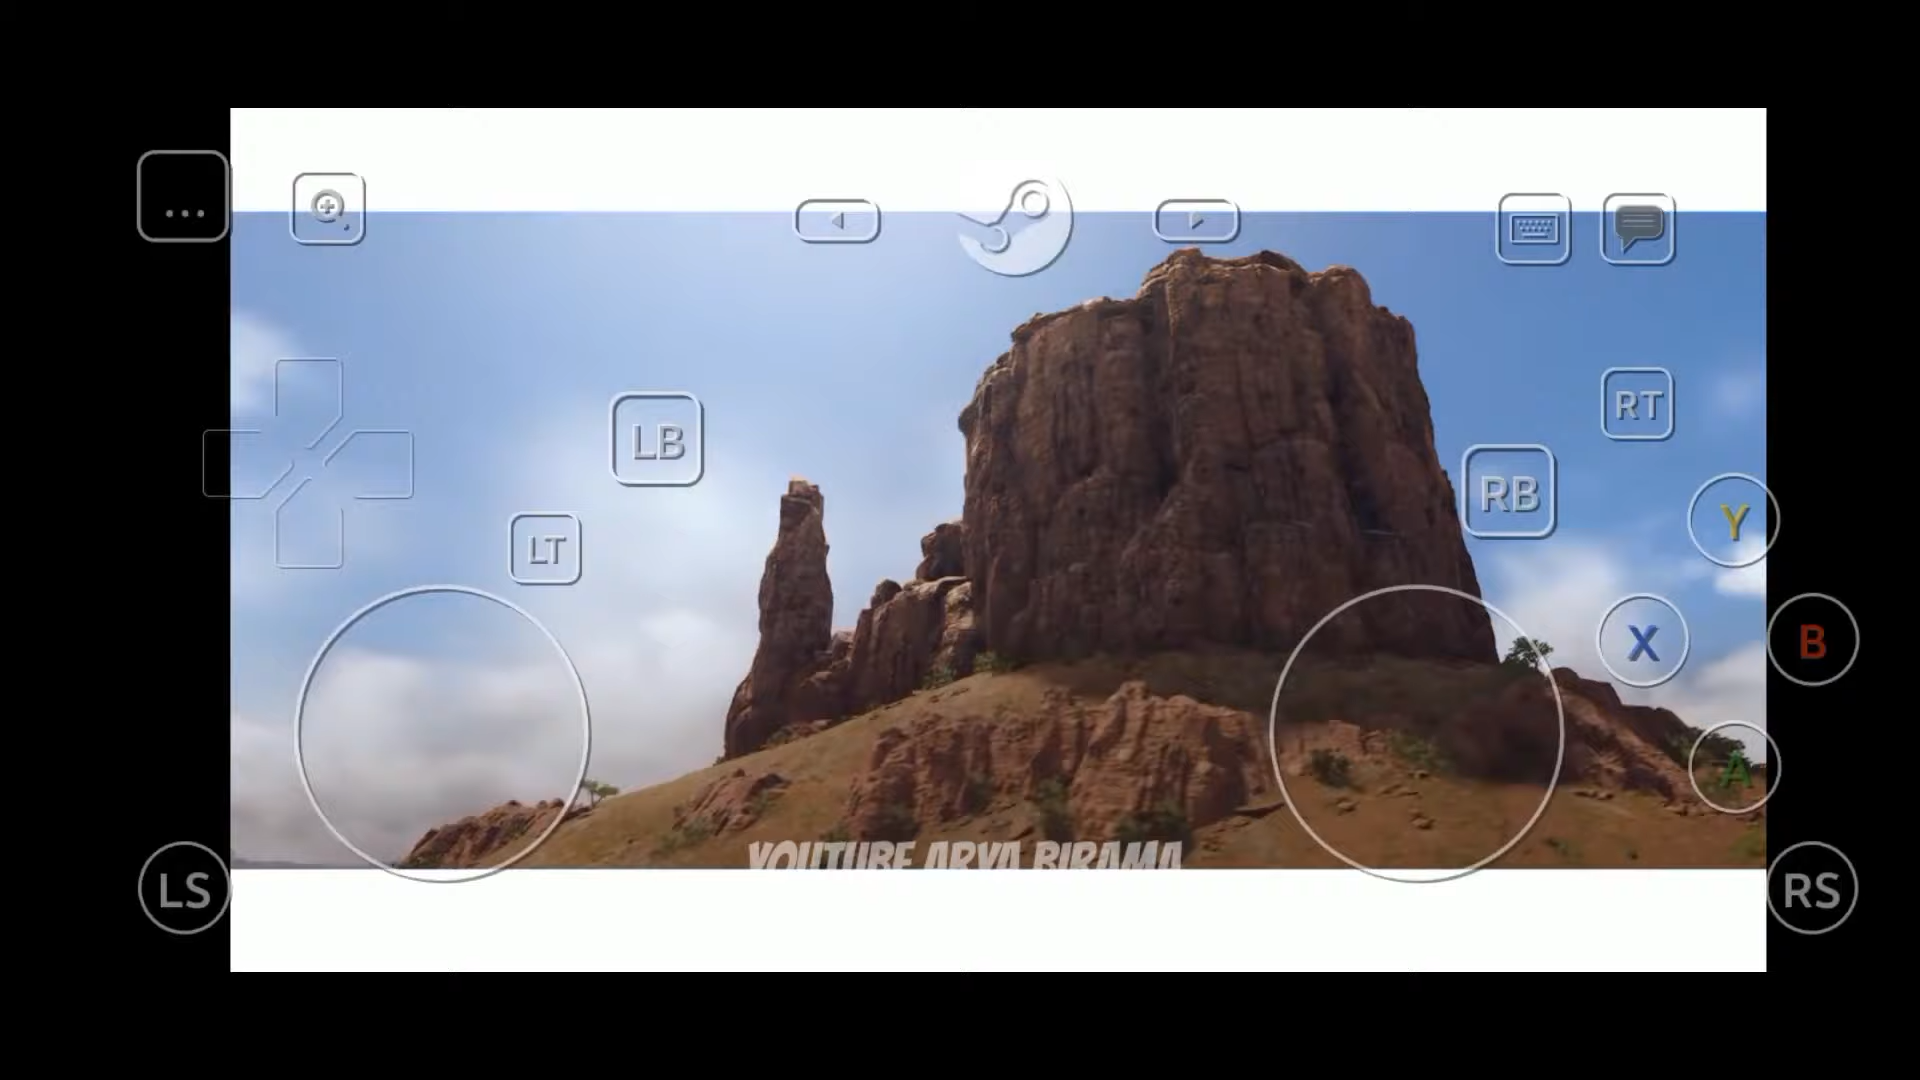 ...
LB
RT
RB
LT
Y
X
B
A
YOUTUBE ARYA BIRAMA
LS
RS